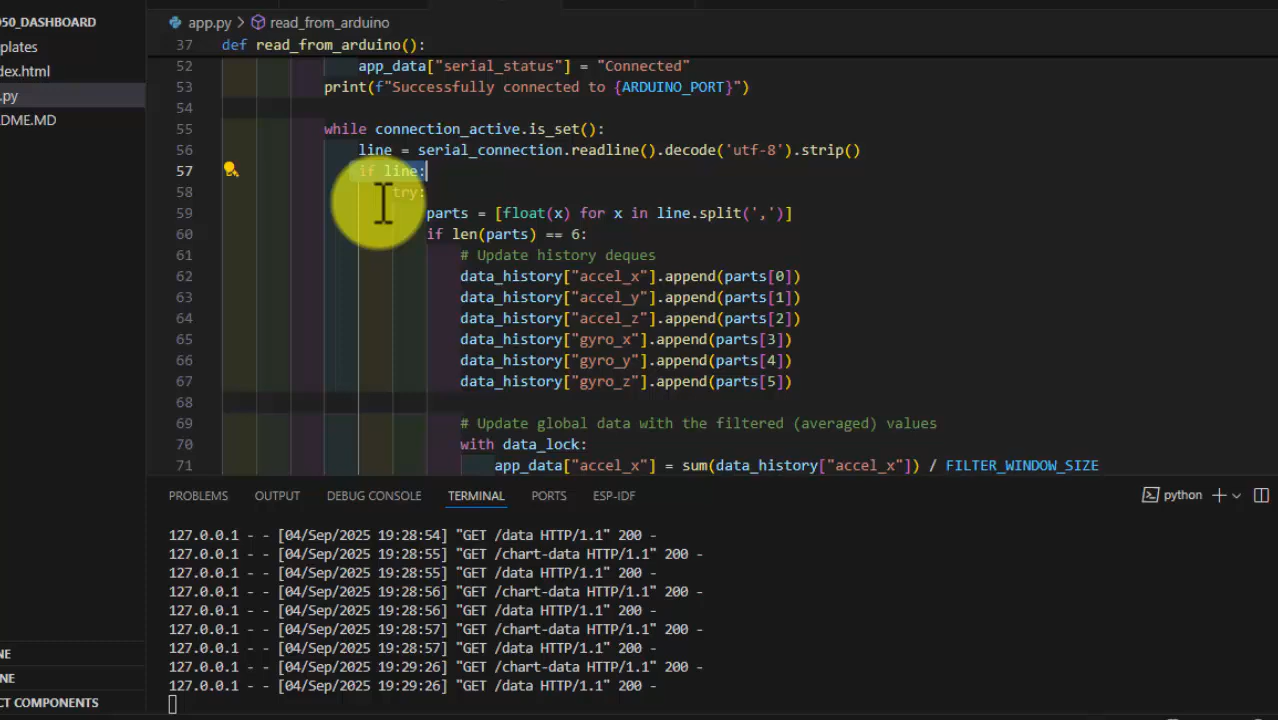 050_DASHBOARD
plates
dex.html
.py
DME.MD
NE
NE
CT COMPONENTS
app.py > read_from_arduino
37 def read_from_arduino():
52 app_data["serial_status"] = "Connected"
53 print(f"Successfully connected to {ARDUINO_PORT}")
54
55 while connection_active.is_set():
56 line = serial_connection.readline().decode('utf-8').strip()
57 if line:
58 try:
59 parts = [float(x) for x in line.split(',')]
60 if len(parts) == 6:
61 # Update history deques
62 data_history["accel_x"].append(parts[0])
63 data_history["accel_y"].append(parts[1])
64 data_history["accel_z"].append(parts[2])
65 data_history["gyro_x"].append(parts[3])
66 data_history["gyro_y"].append(parts[4])
67 data_history["gyro_z"].append(parts[5])
68
69 # Update global data with the filtered (averaged) values
70 with data_lock:
71 app_data["accel_x"] = sum(data_history["accel_x"]) / FILTER_WINDOW_SIZE
PROBLEMS OUTPUT DEBUG CONSOLE TERMINAL PORTS ESP-IDF python
127.0.0.1 - - [04/Sep/2025 19:28:54] "GET /data HTTP/1.1" 200 -
127.0.0.1 - - [04/Sep/2025 19:28:55] "GET /chart-data HTTP/1.1" 200 -
127.0.0.1 - - [04/Sep/2025 19:28:55] "GET /data HTTP/1.1" 200 -
127.0.0.1 - - [04/Sep/2025 19:28:56] "GET /chart-data HTTP/1.1" 200 -
127.0.0.1 - - [04/Sep/2025 19:28:56] "GET /data HTTP/1.1" 200 -
127.0.0.1 - - [04/Sep/2025 19:28:57] "GET /chart-data HTTP/1.1" 200 -
127.0.0.1 - - [04/Sep/2025 19:28:57] "GET /data HTTP/1.1" 200 -
127.0.0.1 - - [04/Sep/2025 19:29:26] "GET /chart-data HTTP/1.1" 200 -
127.0.0.1 - - [04/Sep/2025 19:29:26] "GET /data HTTP/1.1" 200 -